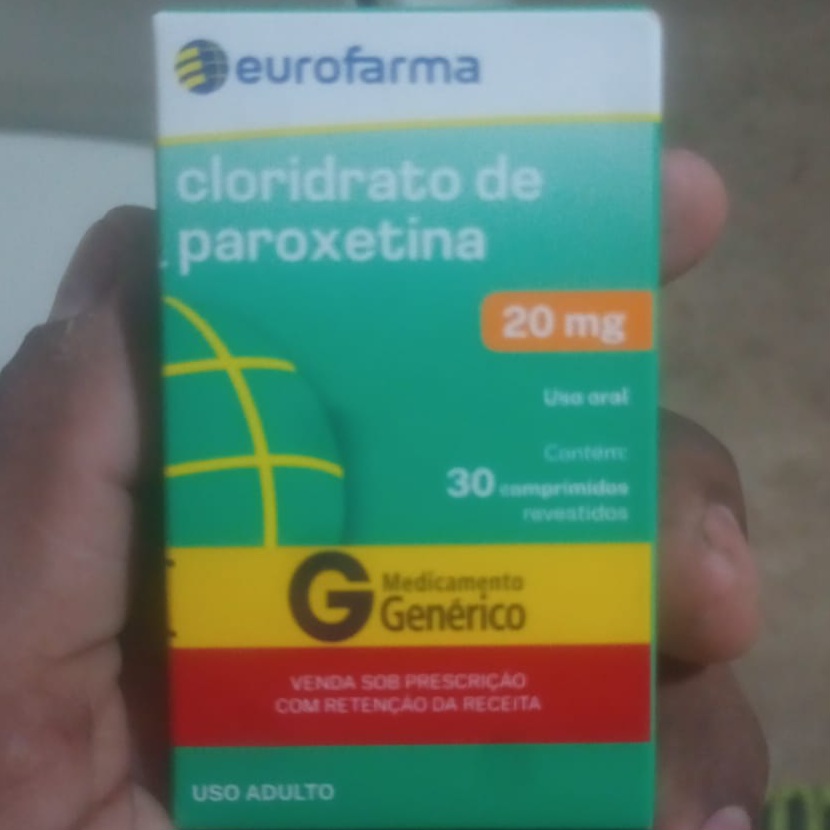 eurofarma
cloridrato de
paroxetina
20 mg
Uso oral
Contém:
30 comprimidos
revestidos
G Medicamento
Genérico
VENDA SOB PRESCRIÇÃO
COM RETENÇÃO DA RECEITA
USO ADULTO